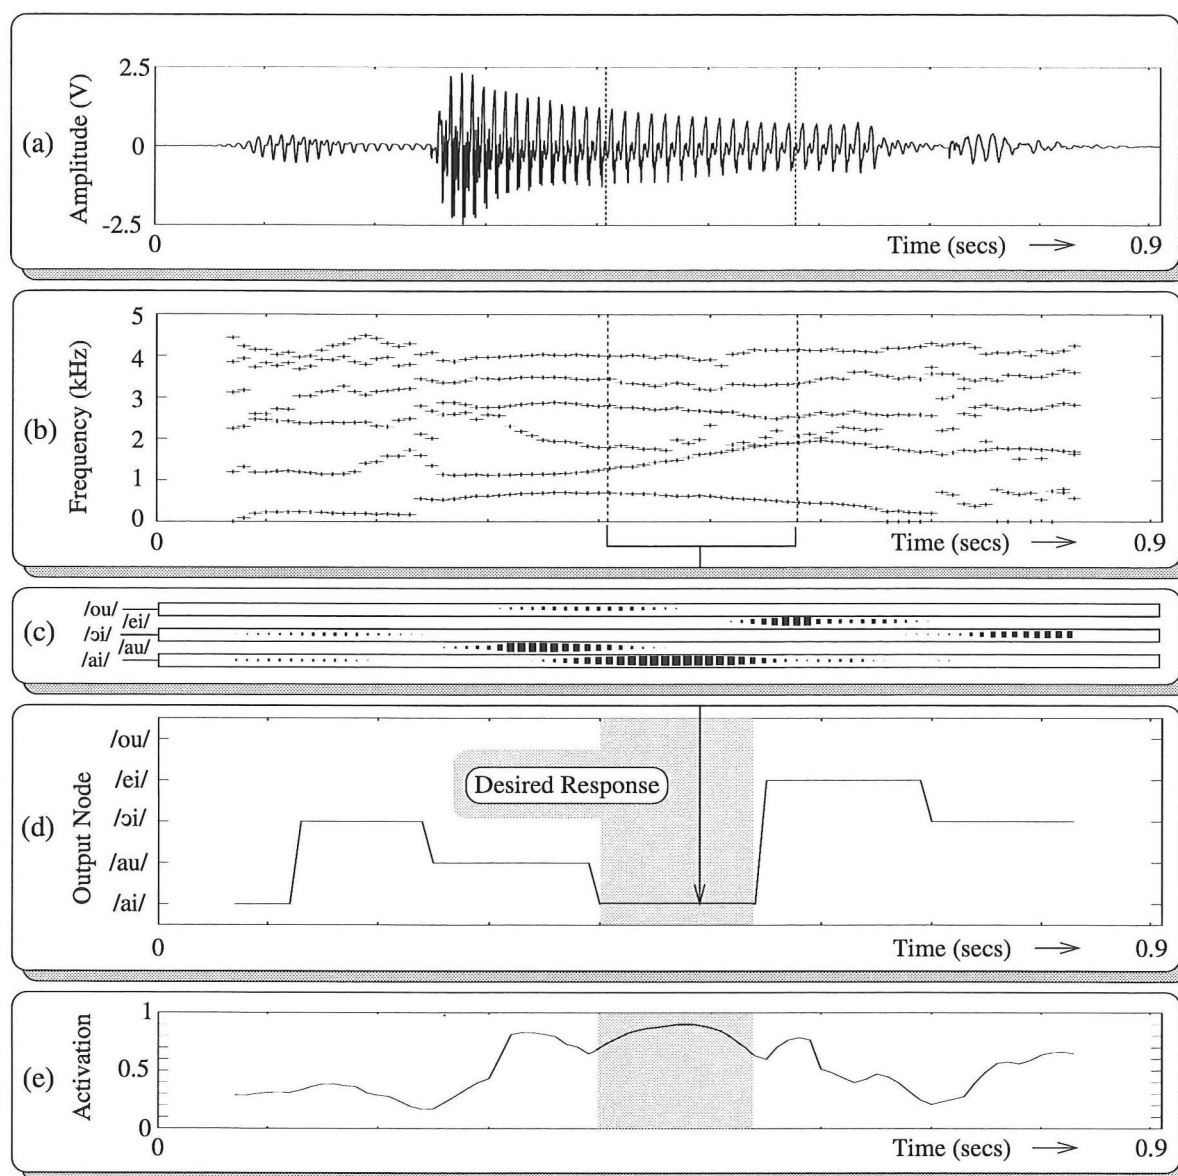 (a)
Amplitude (V)
2.5
0
-2.5
0
Time (secs)
0.9
(b)
Frequency (kHz)
5
4
3
2
1
0
0
Time (secs)
0.9
(c)
/ou/
/ei/
/ɔi/
/au/
/ai/
(d)
Output Node
/ou/
/ei/
/ɔi/
/au/
/ai/
Desired Response
0
Time (secs)
0.9
(e)
Activation
1
0.5
0
0
Time (secs)
0.9